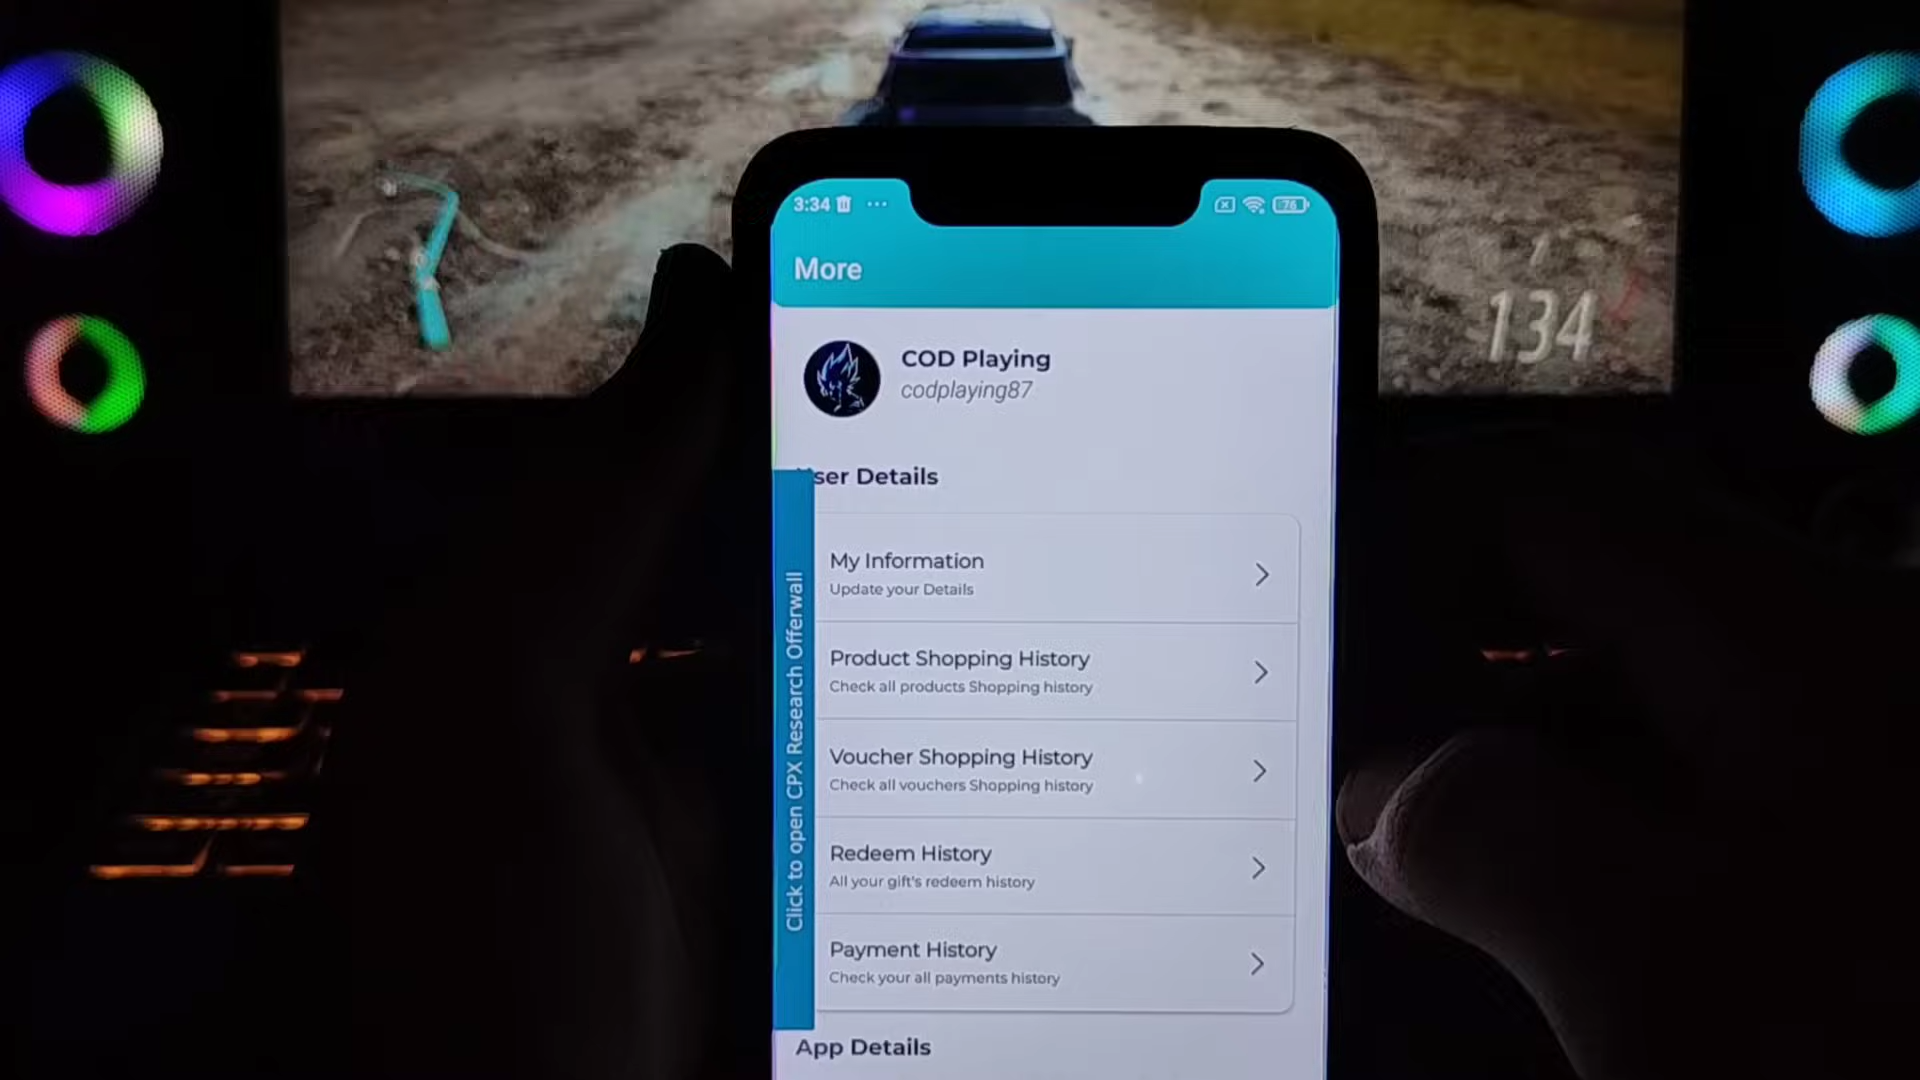 3:34
76
More
COD Playing
codplaying87
134
ser Details
My Information
Update your Details
Product Shopping History
Check all products Shopping history
Voucher Shopping History
Check all vouchers Shopping history
Redeem History
All your gift's redeem history
Payment History
Check your all payments history
Click to open CPX Research Offerwall
App Details